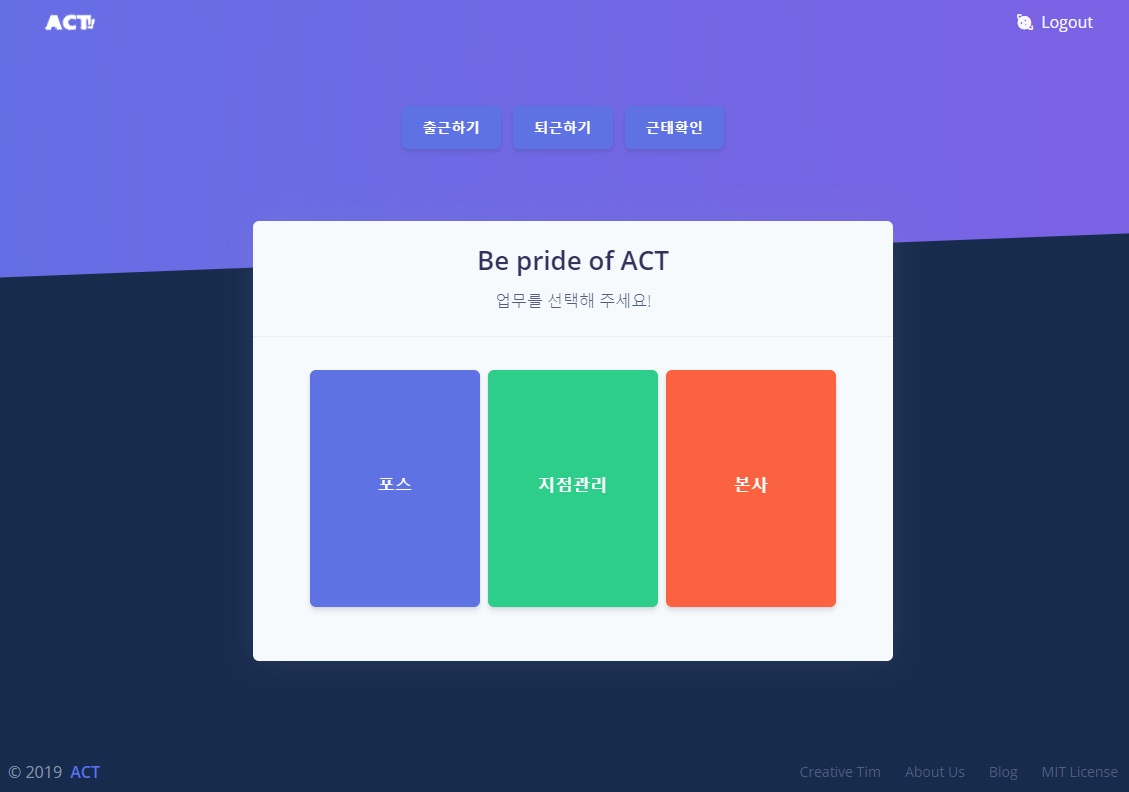 ACT!
Logout
출근하기 퇴근하기 근태확인
Be pride of ACT
업무를 선택해 주세요!
포스 지점관리 본사
© 2019 ACT Creative Tim About Us Blog MIT License